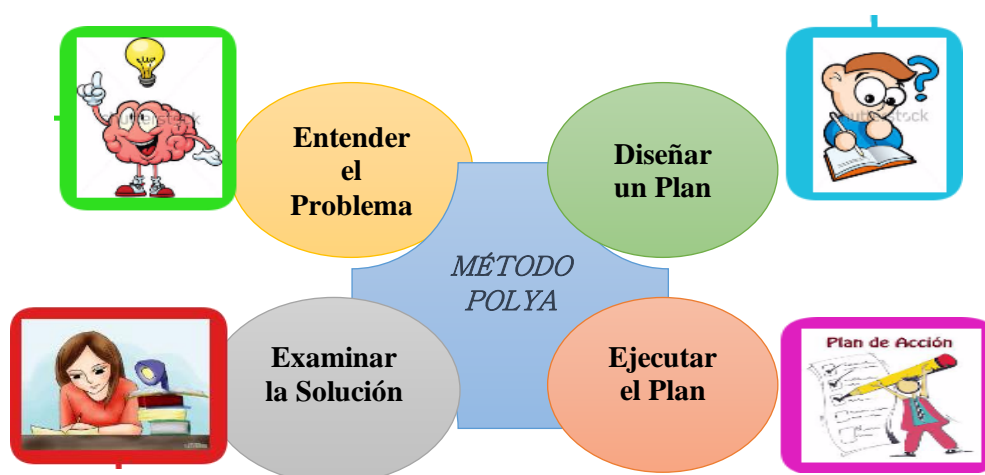 Entender
el
Problema
Diseñar
un Plan
MÉTODO
POLYA
Examinar
la Solución
Ejecutar
el Plan
Plan de Acción